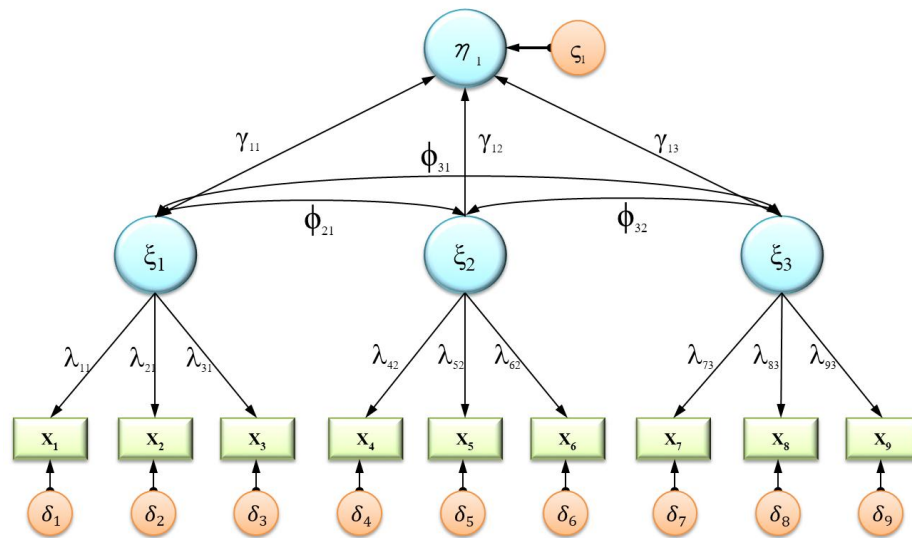 η 1 ς1
γ11 γ12 γ13
ϕ31
ϕ21 ϕ32
ξ1 ξ2 ξ3
λ11 λ21 λ31 λ42 λ52 λ62 λ73 λ83 λ93
x1 x2 x3 x4 x5 x6 x7 x8 x9
δ1 δ2 δ3 δ4 δ5 δ6 δ7 δ8 δ9